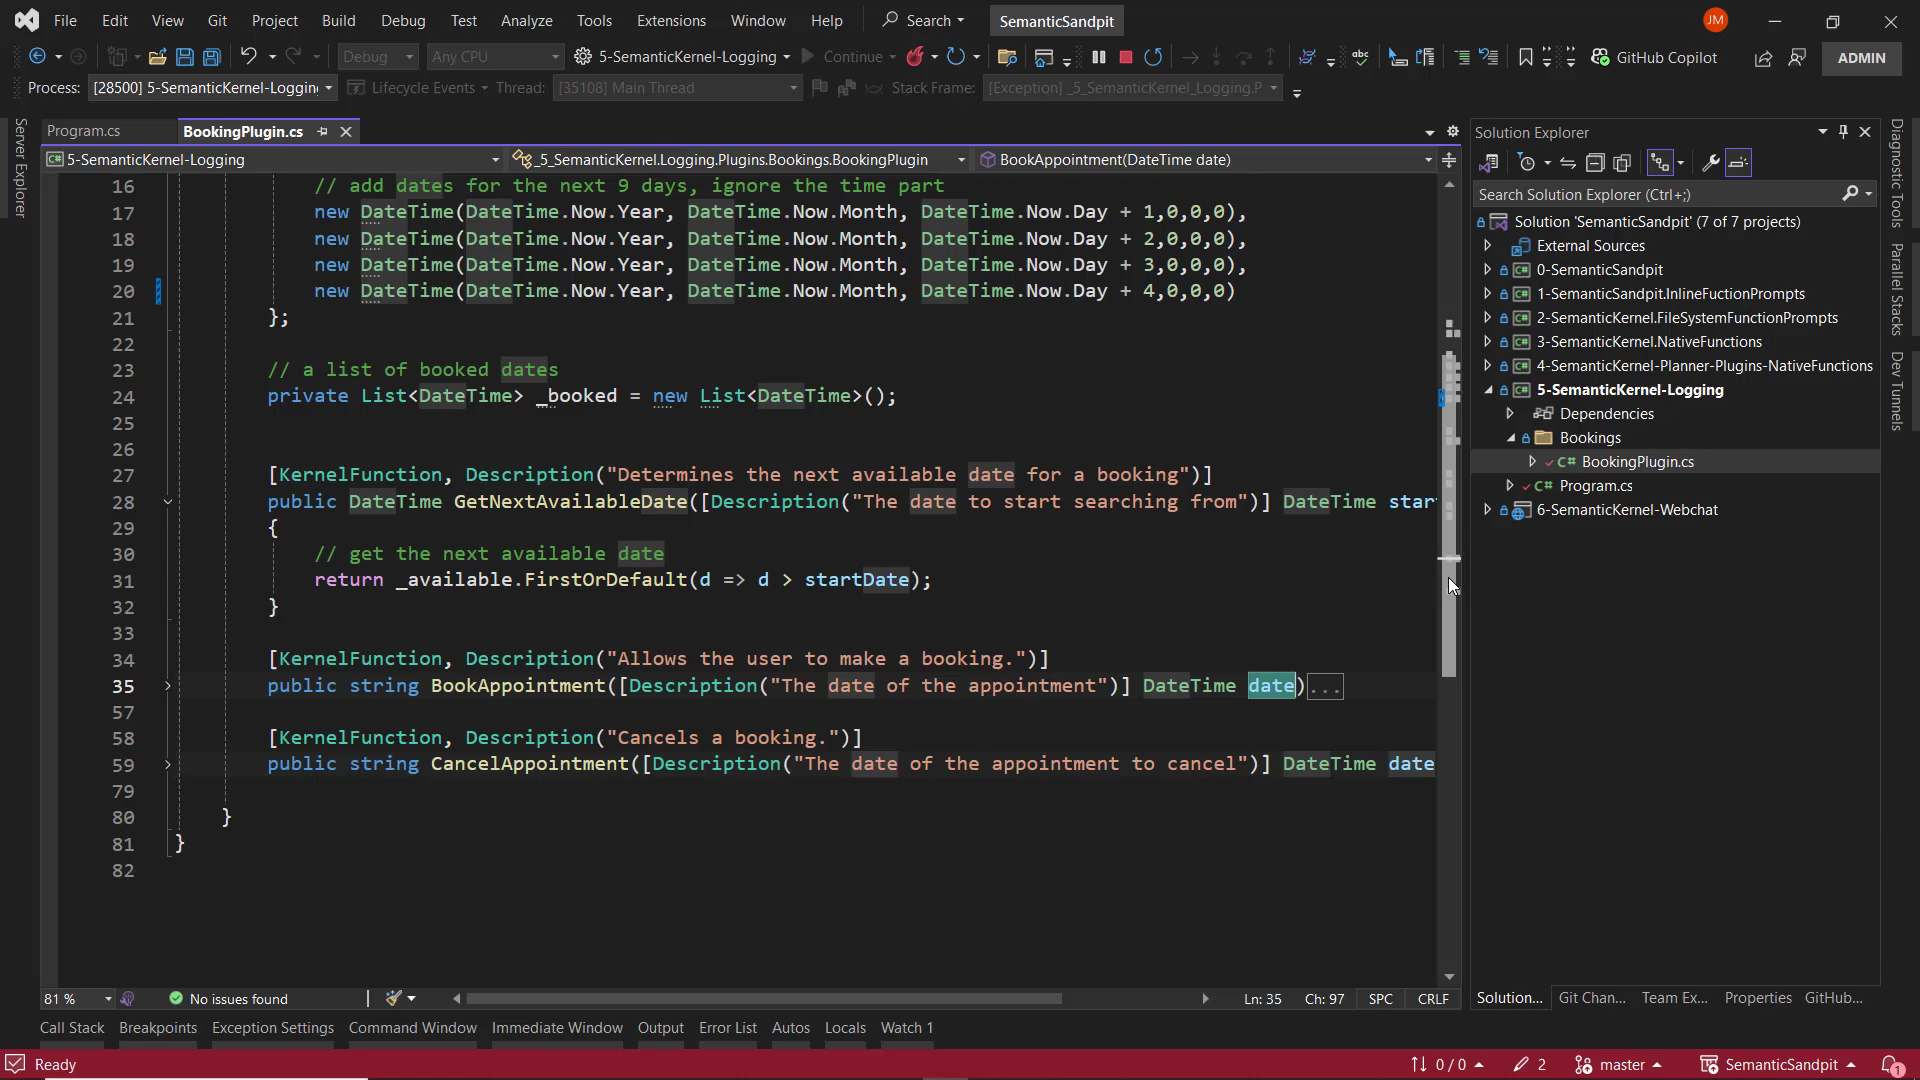 File Edit View Git Project Build Debug Test Analyze Tools Extensions Window Help Search SemanticSandpit JM
Debug Any CPU 5-SemanticKernel-Logging Continue GitHub Copilot ADMIN
Process: [28500] 5-SemanticKernel-Logging Lifecycle Events Thread: [35108] Main Thread Stack Frame: [Exception] _5_SemanticKernel_Logging.P
Server Explorer
Program.cs BookingPlugin.cs
5-SemanticKernel-Logging _5_SemanticKernel.Logging.Plugins.Bookings.BookingPlugin BookAppointment(DateTime date)
16 // add dates for the next 9 days, ignore the time part
17 new DateTime(DateTime.Now.Year, DateTime.Now.Month, DateTime.Now.Day + 1,0,0,0),
18 new DateTime(DateTime.Now.Year, DateTime.Now.Month, DateTime.Now.Day + 2,0,0,0),
19 new DateTime(DateTime.Now.Year, DateTime.Now.Month, DateTime.Now.Day + 3,0,0,0),
20 new DateTime(DateTime.Now.Year, DateTime.Now.Month, DateTime.Now.Day + 4,0,0,0)
21 };
22
23 // a list of booked dates
24 private List<DateTime> _booked = new List<DateTime>();
25
26
27 [KernelFunction, Description("Determines the next available date for a booking")]
28 public DateTime GetNextAvailableDate([Description("The date to start searching from")] DateTime star
29 {
30 // get the next available date
31 return _available.FirstOrDefault(d => d > startDate);
32 }
33
34 [KernelFunction, Description("Allows the user to make a booking.")]
35 public string BookAppointment([Description("The date of the appointment")] DateTime date)...
57
58 [KernelFunction, Description("Cancels a booking.")]
59 public string CancelAppointment([Description("The date of the appointment to cancel")] DateTime date
79
80 }
81 }
82
81 % No issues found Ln: 35 Ch: 97 SPC CRLF
Solution Explorer
Search Solution Explorer (Ctrl+;)
Solution 'SemanticSandpit' (7 of 7 projects)
External Sources
0-SemanticSandpit
1-SemanticSandpit.InlineFuctionPrompts
2-SemanticKernel.FileSystemFunctionPrompts
3-SemanticKernel.NativeFunctions
4-SemanticKernel-Planner-Plugins-NativeFunctions
5-SemanticKernel-Logging
Dependencies
Bookings
C# BookingPlugin.cs
C# Program.cs
6-SemanticKernel-Webchat
Solution... Git Chan... Team Ex... Properties GitHub...
Diagnostic Tools
Parallel Stacks
Dev Tunnels
Call Stack Breakpoints Exception Settings Command Window Immediate Window Output Error List Autos Locals Watch 1
Ready 0 / 0 2 master SemanticSandpit 1